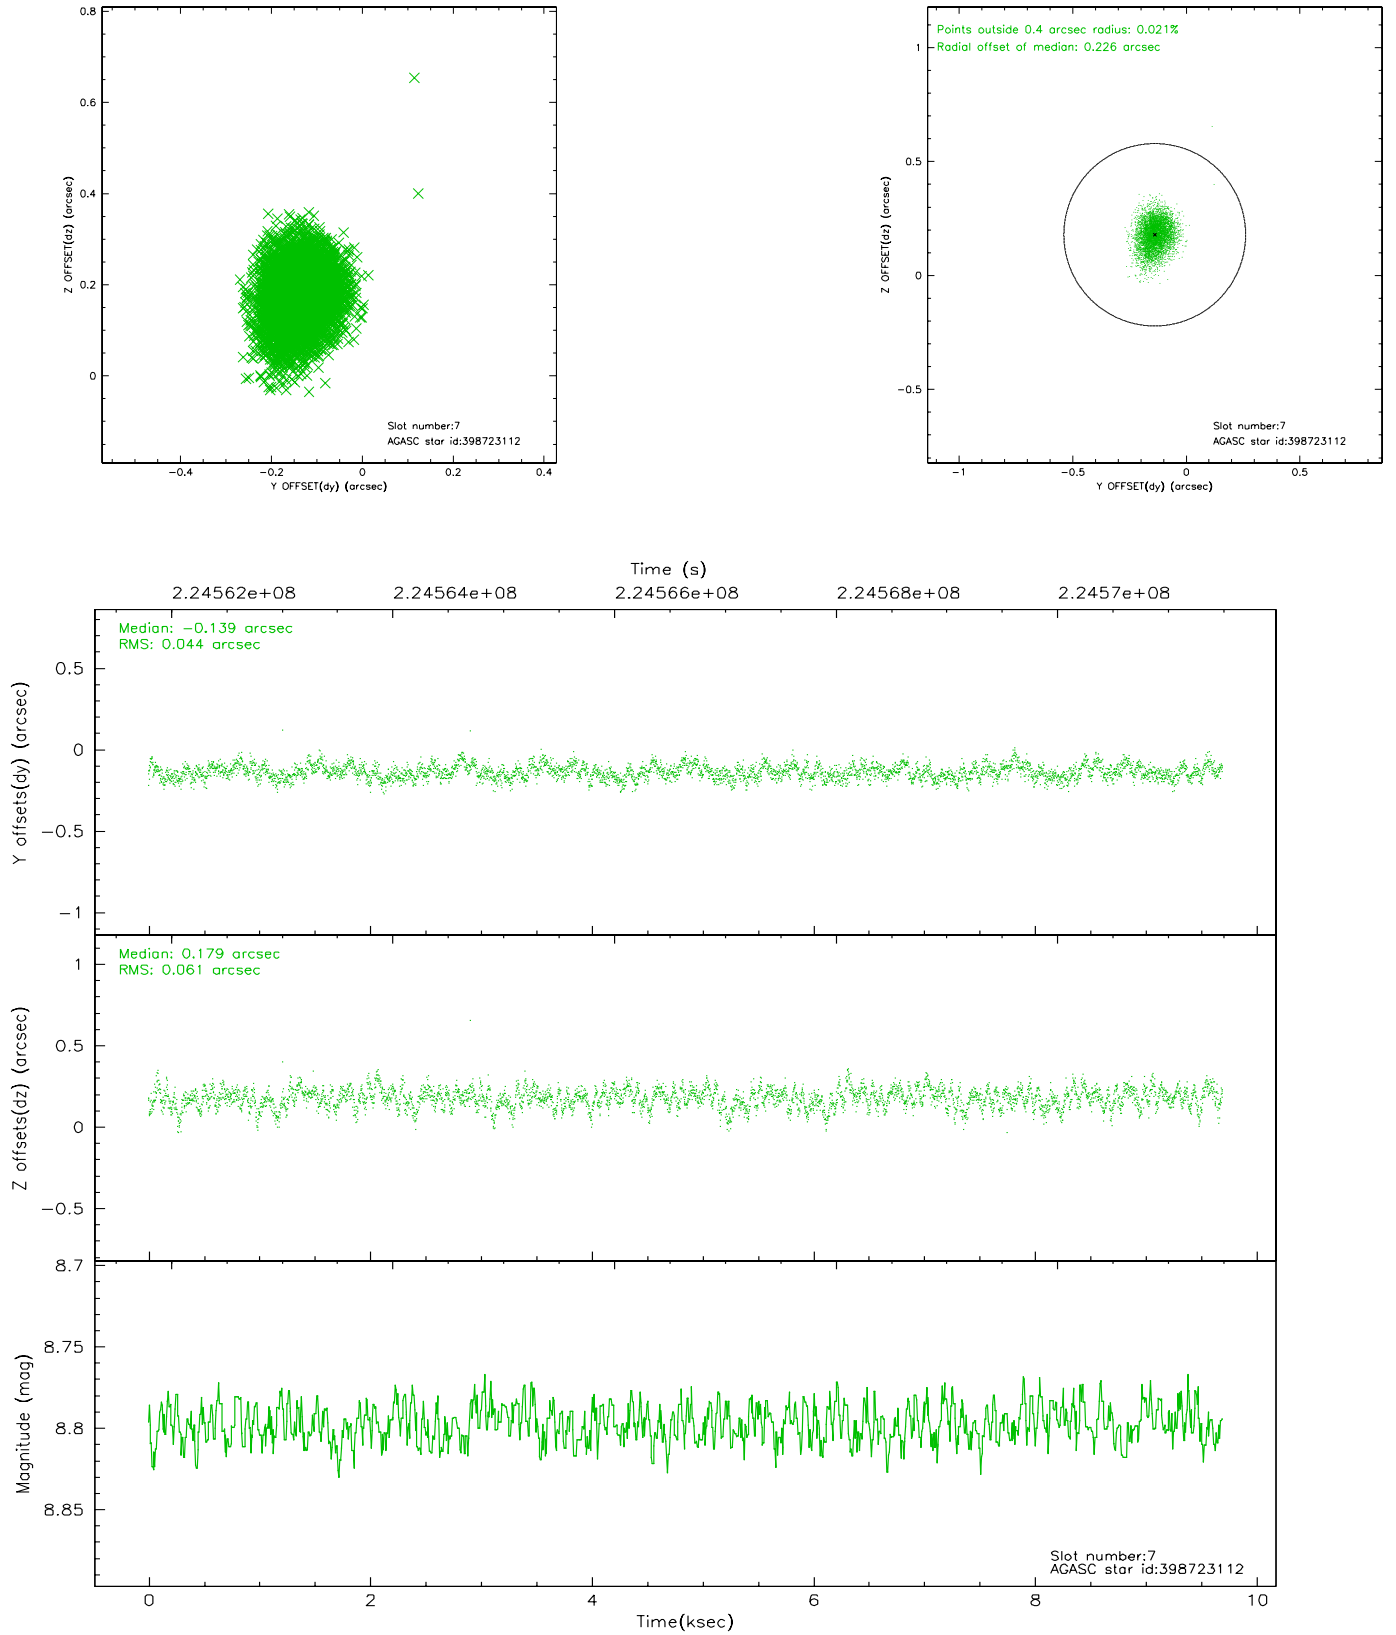 0.8
0.6
0.4
0.2
0
Z OFFSET(dz) (arcsec)
Slot number:7
AGASC star id:398723112
−0.4 −0.2 0 0.2 0.4
Y OFFSET(dy) (arcsec)
Points outside 0.4 arcsec radius: 0.021%
Radial offset of median: 0.226 arcsec
1
0.5
0
−0.5
Z OFFSET(dz) (arcsec)
Slot number:7
AGASC star id:398723112
−1 −0.5 0 0.5
Y OFFSET(dy) (arcsec)
Time (s)
2.24562e+08 2.24564e+08 2.24566e+08 2.24568e+08 2.2457e+08
Median: −0.139 arcsec
RMS: 0.044 arcsec
0.5
0
−0.5
−1
Y offsets(dy) (arcsec)
Median: 0.179 arcsec
RMS: 0.061 arcsec
1
0.5
0
−0.5
Z offsets(dz) (arcsec)
8.7
8.75
8.8
8.85
Magnitude (mag)
Slot number:7
AGASC star id:398723112
0 2 4 6 8 10
Time(ksec)